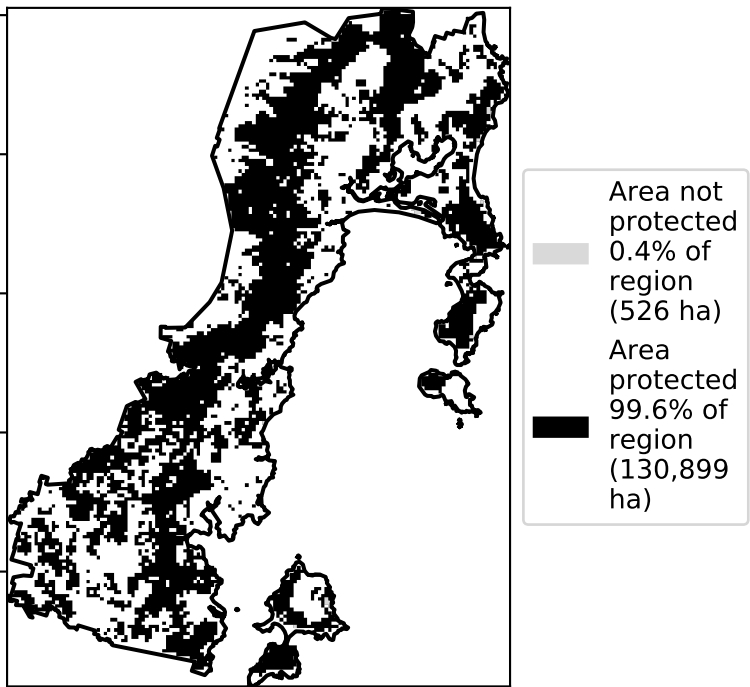 Area not
protected
0.4% of
region
(526 ha)
Area
protected
99.6% of
region
(130,899
ha)